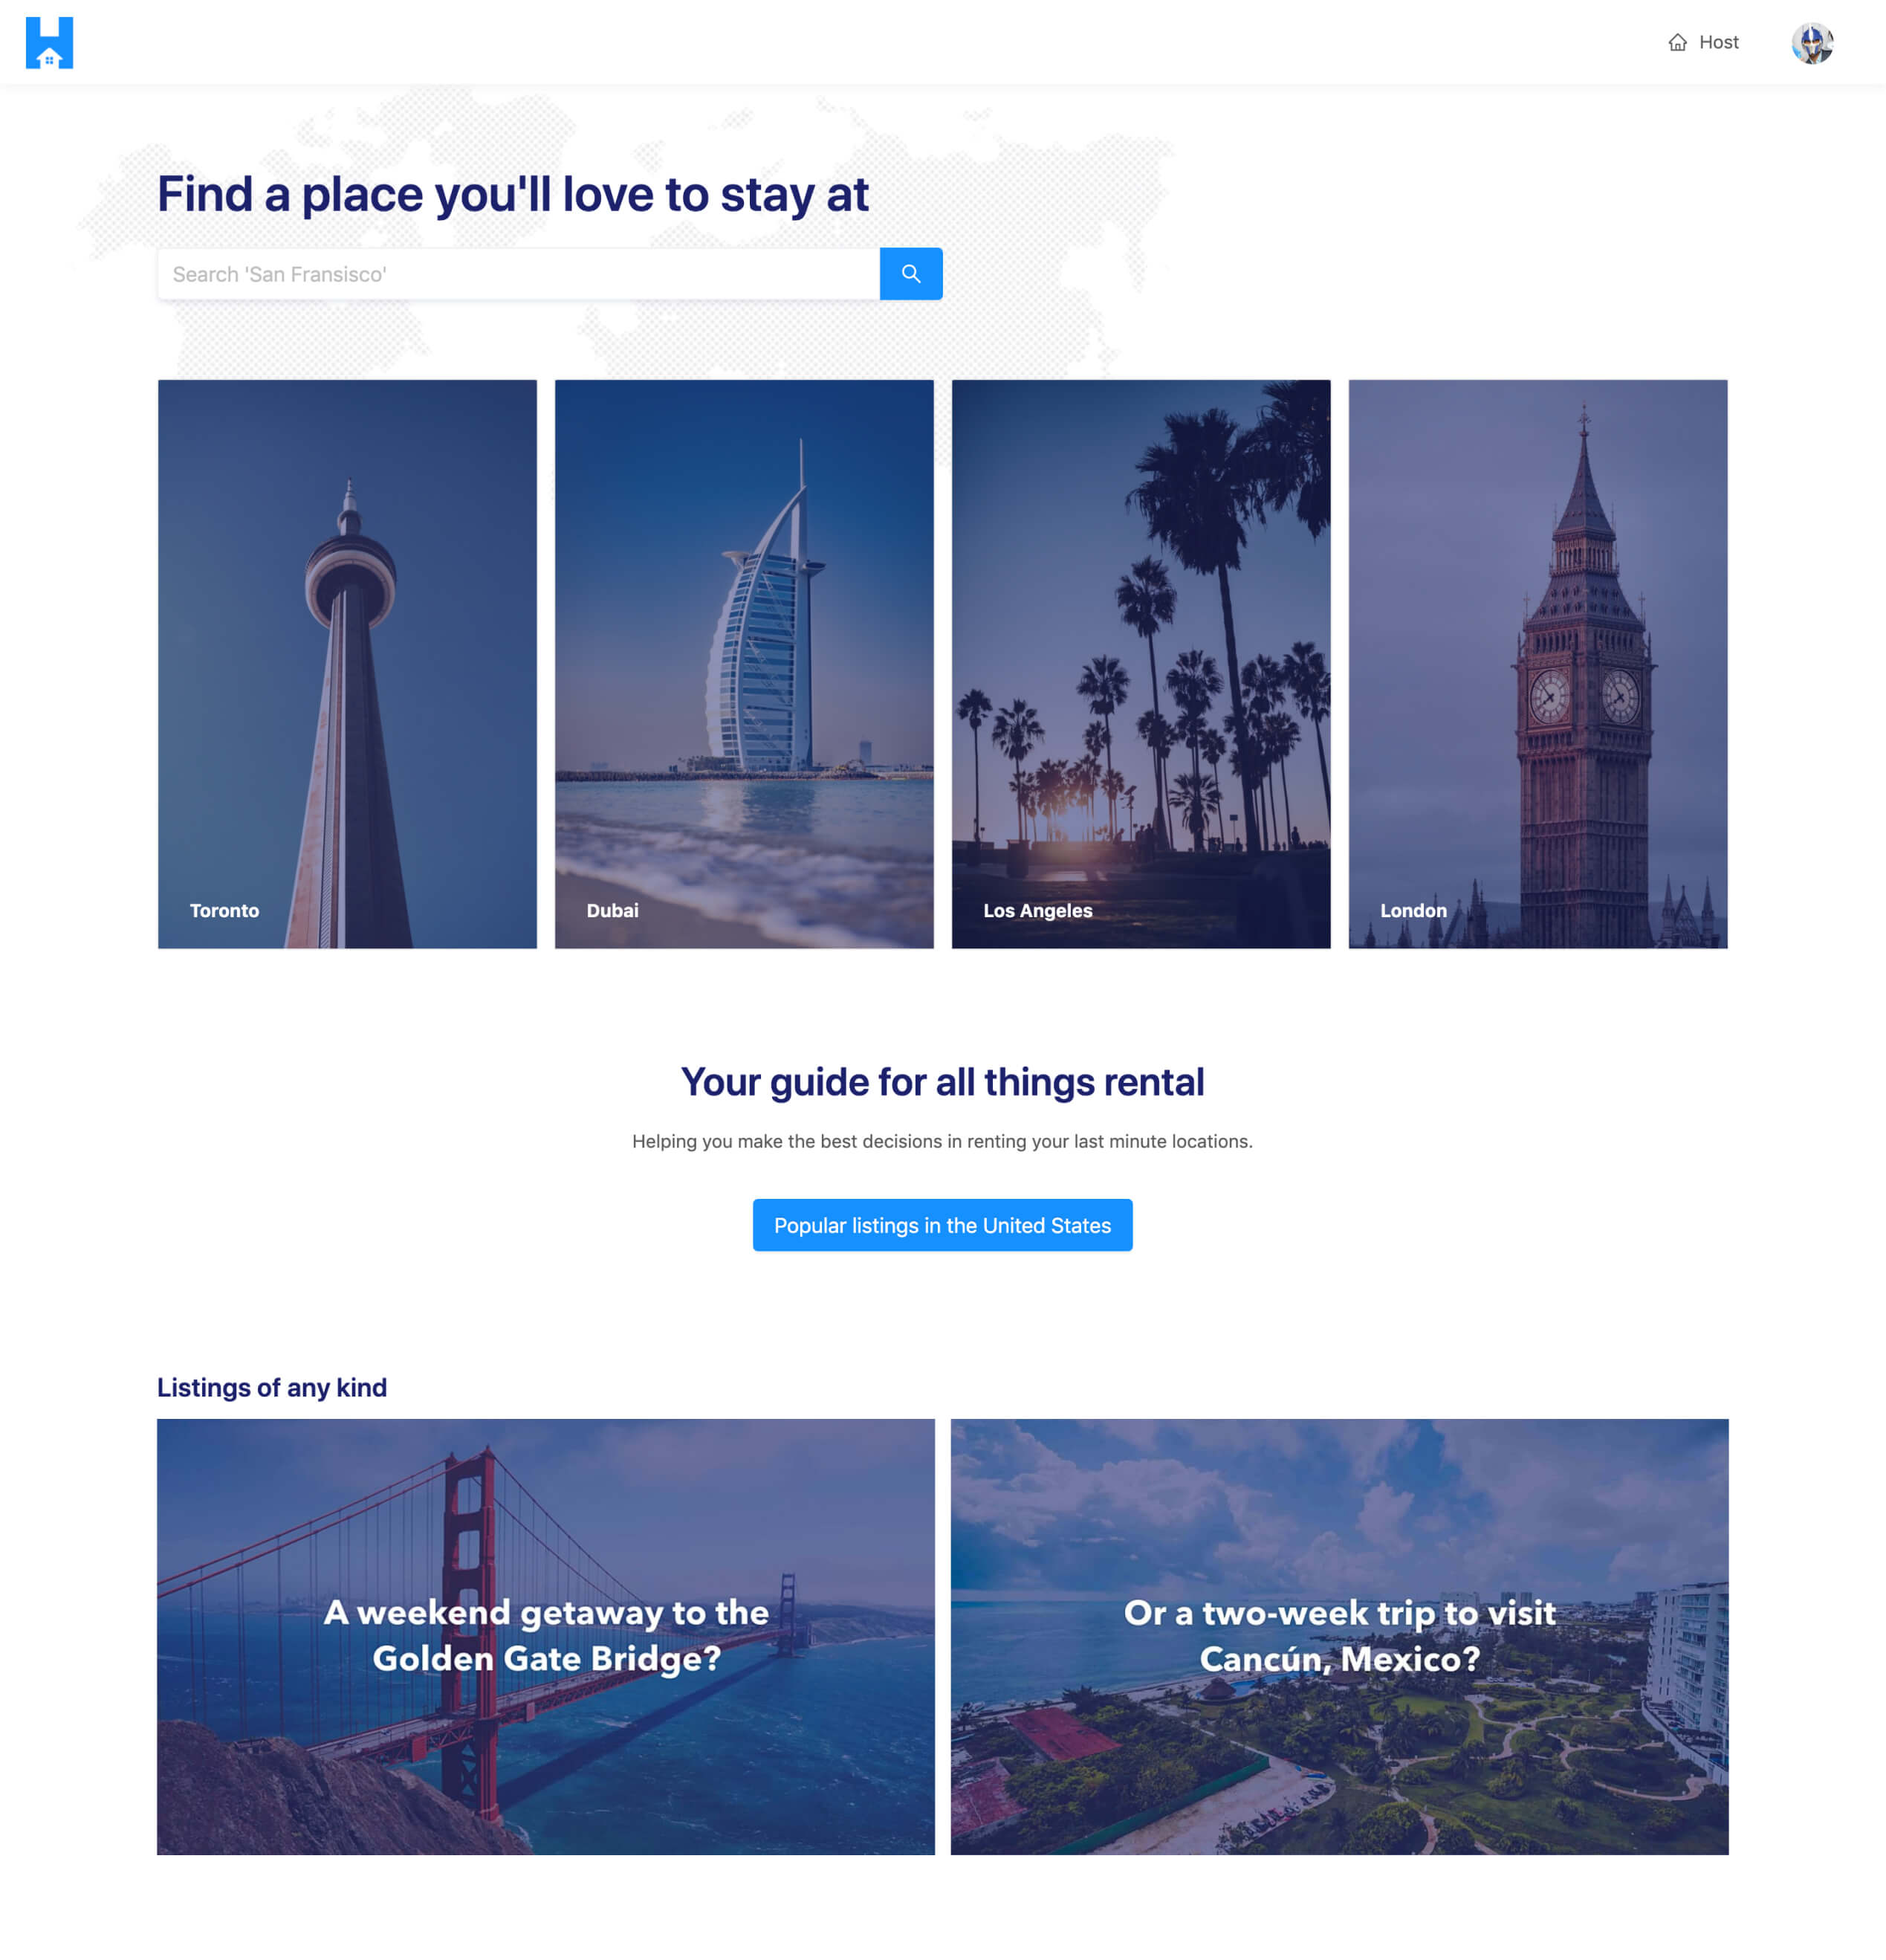 Host
Find a place you'll love to stay at
Search 'San Fransisco'
Toronto
Dubai
Los Angeles
London
Your guide for all things rental
Helping you make the best decisions in renting your last minute locations.
Popular listings in the United States
Listings of any kind
A weekend getaway to the
Golden Gate Bridge?
Or a two-week trip to visit
Cancún, Mexico?